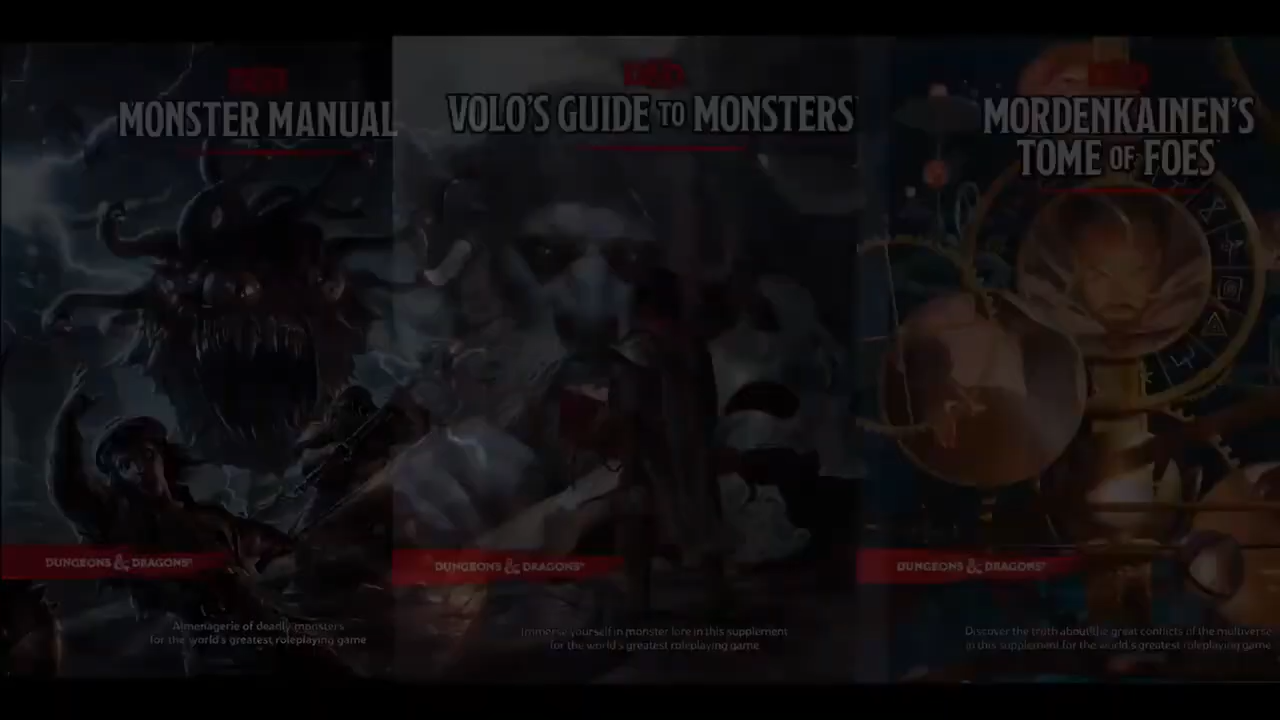 D&D
MONSTER MANUAL
DUNGEONS & DRAGONS®
A menagerie of deadly monsters
for the world's greatest roleplaying game
D&D
VOLO'S GUIDE TO MONSTERS
DUNGEONS & DRAGONS®
Immerse yourself in monster lore in this supplement
for the world's greatest roleplaying game
D&D
MORDENKAINEN'S
TOME OF FOES
DUNGEONS & DRAGONS®
Discover the truth about the great conflicts of the multiverse
in this supplement for the world's greatest roleplaying game